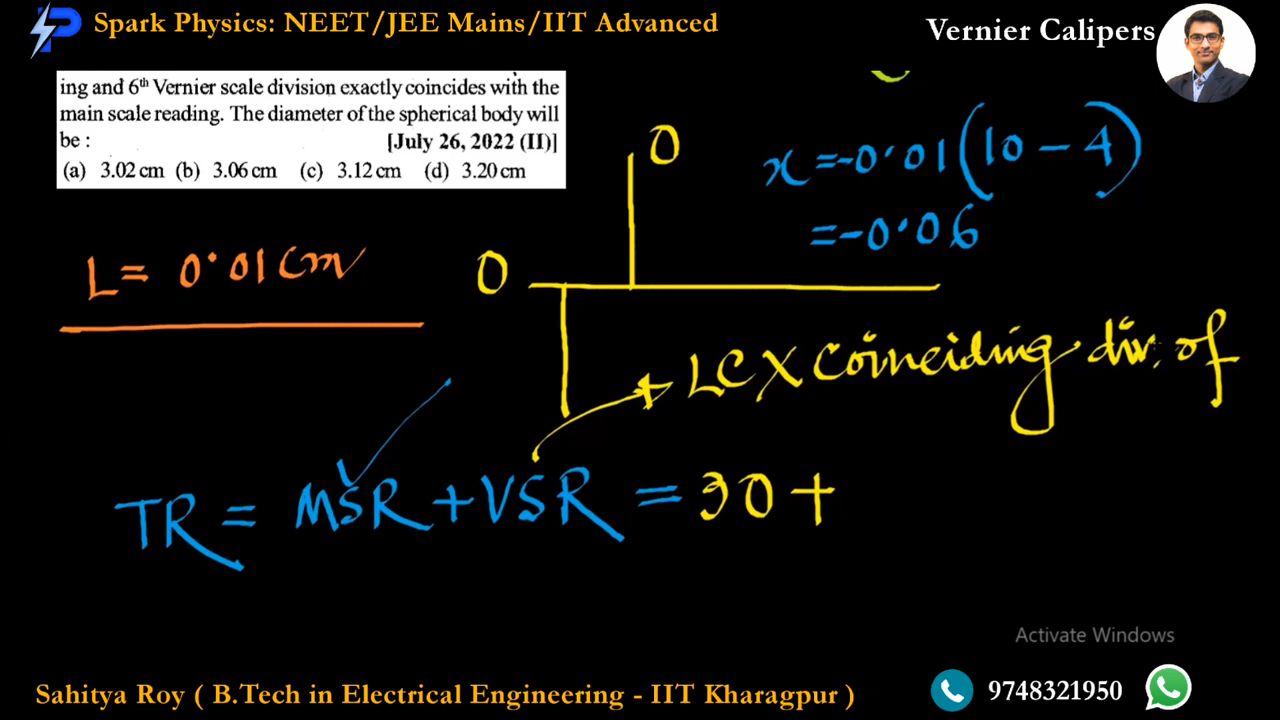 Spark Physics: NEET/JEE Mains/IIT Advanced
Vernier Calipers
ing and 6th Vernier scale division exactly coincides with the
main scale reading. The diameter of the spherical body will
be : [July 26, 2022 (II)]
(a) 3.02 cm (b) 3.06 cm (c) 3.12 cm (d) 3.20 cm
0
x = -0.01(10 - 4)
= -0.06
L = 0.01 cm
0
LC X Coinciding div. of
TR = MSR + VSR = 30 +
Activate Windows
Sahitya Roy ( B.Tech in Electrical Engineering - IIT Kharagpur )
9748321950